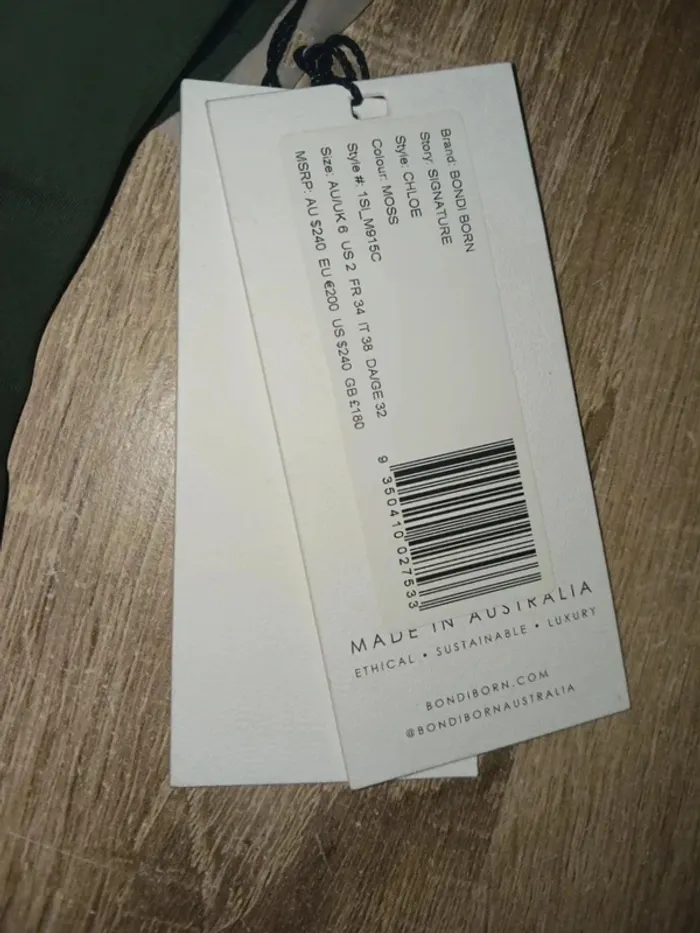 Brand: BONDI BORN
Story: SIGNATURE
Style: CHLOE
Colour: MOSS
Style #: 1SI_M915C
Size: AU/UK 6 US 2 FR 34 IT 38 DA/GE 32
MSRP: AU $240 EU €200 US $240 GB £180
9 350410 027533
MADE IN AUSTRALIA
ETHICAL • SUSTAINABLE • LUXURY
BONDIBORN.COM
@BONDIBORNAUSTRALIA